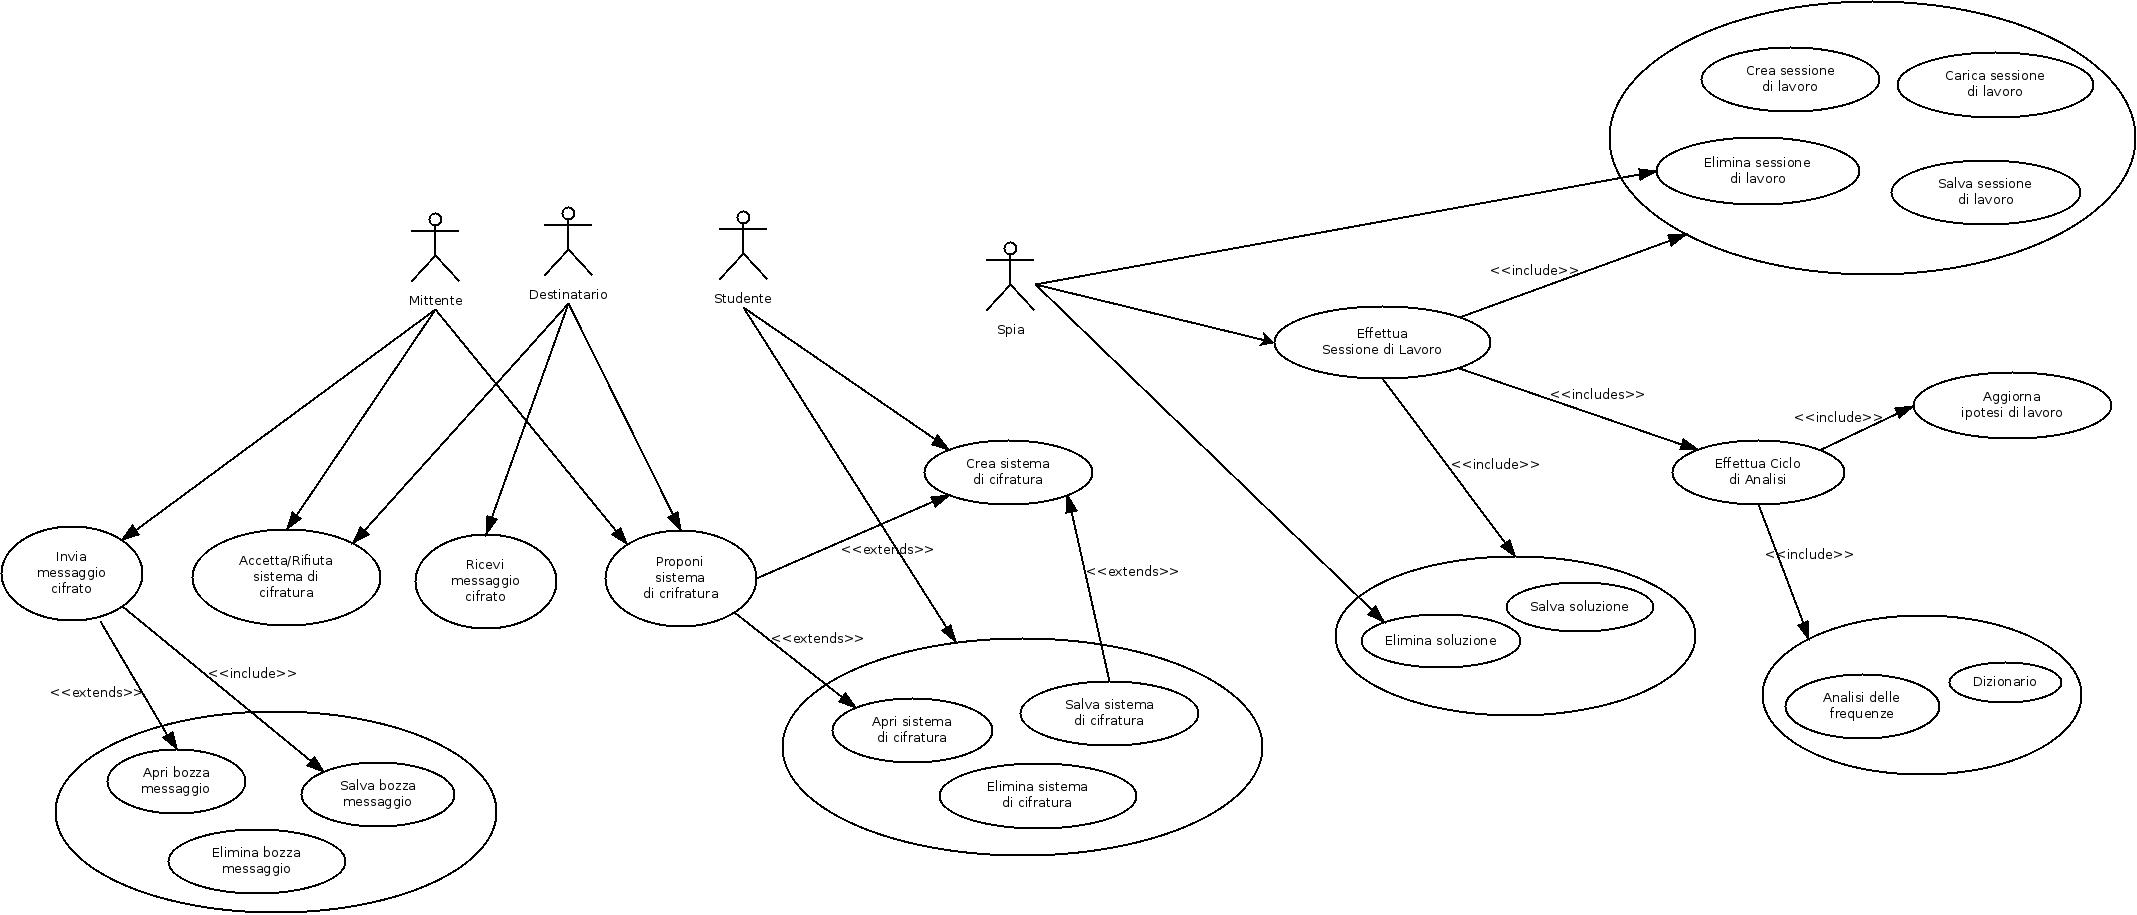 Crea sessione
di lavoro
Carica sessione
di lavoro
Elimina sessione
di lavoro
Salva sessione
di lavoro
Mittente
Destinatario
Studente
Spia
<<include>>
Effettua
Sessione di Lavoro
<<includes>>
<<include>>
Aggiorna
ipotesi di lavoro
<<include>>
Crea sistema
di cifratura
Effettua Ciclo
di Analisi
Invia
messaggio
cifrato
Accetta/Rifiuta
sistema di
cifratura
Ricevi
messaggio
cifrato
Proponi
sistema
di crifratura
<<extends>>
<<extends>>
<<include>>
Salva soluzione
Elimina soluzione
<<extends>>
<<include>>
<<extends>>
Apri sistema
di cifratura
Salva sistema
di cifratura
Elimina sistema
di cifratura
Analisi delle
frequenze
Dizionario
Apri bozza
messaggio
Salva bozza
messaggio
Elimina bozza
messaggio